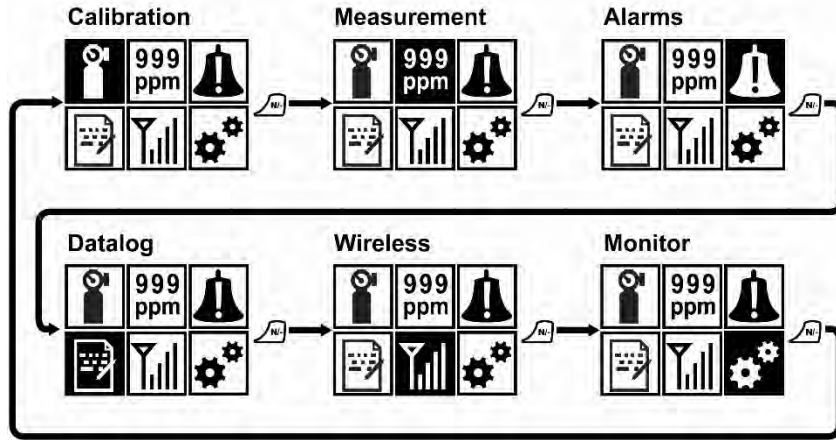 Calibration
Measurement
Alarms
999
ppm
999
ppm
999
ppm
N/-
N/-
N/-
Datalog
Wireless
Monitor
999
ppm
999
ppm
999
ppm
N/-
N/-
N/-